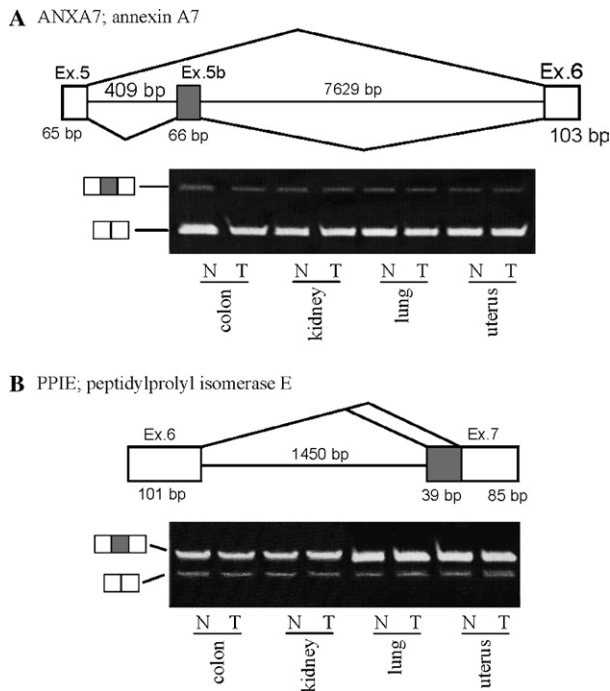 A ANXA7; annexin A7
Ex.5 Ex.5b Ex.6
409 bp 7629 bp
65 bp 66 bp 103 bp
N T N T N T N T
colon kidney lung uterus
B PPIE; peptidylprolyl isomerase E
Ex.6 Ex.7
1450 bp
101 bp 39 bp 85 bp
N T N T N T N T
colon kidney lung uterus